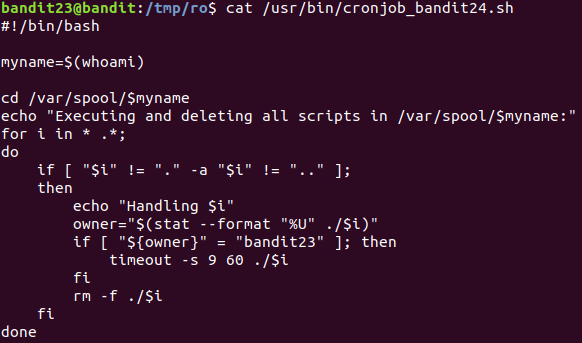 bandit23@bandit:/tmp/ro$ cat /usr/bin/cronjob_bandit24.sh
#!/bin/bash

myname=$(whoami)

cd /var/spool/$myname
echo "Executing and deleting all scripts in /var/spool/$myname:"
for i in * .*;
do
    if [ "$i" != "." -a "$i" != ".." ];
    then
        echo "Handling $i"
        owner="$(stat --format "%U" ./$i)"
        if [ "${owner}" = "bandit23" ]; then
            timeout -s 9 60 ./$i
        fi
        rm -f ./$i
    fi
done